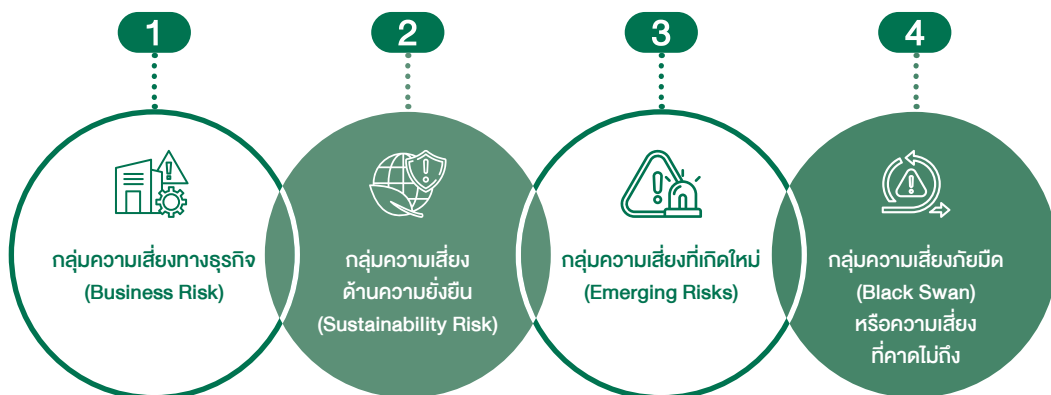 1
2
3
4
กลุ่มความเสี่ยงทางธุรกิจ
(Business Risk)
กลุ่มความเสี่ยง
ด้านความยั่งยืน
(Sustainability Risk)
กลุ่มความเสี่ยงที่เกิดใหม่
(Emerging Risks)
กลุ่มความเสี่ยงภัยมืด
(Black Swan)
หรือความเสี่ยง
ที่คาดไม่ถึง